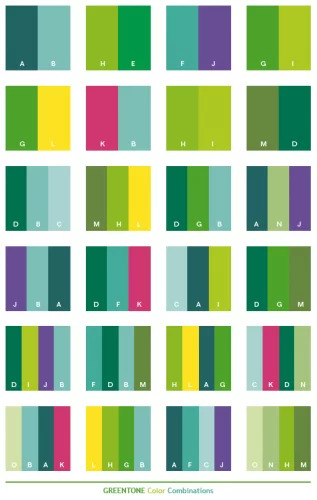 A B H E F J G I
G L K B H I M D
D B C M H L D G B A N J
J B A D F K C A I D G M
D I J B F D B M H L A G C K D N
O B A K L H G B A F C J O N H M
GREENTONE Color Combinations